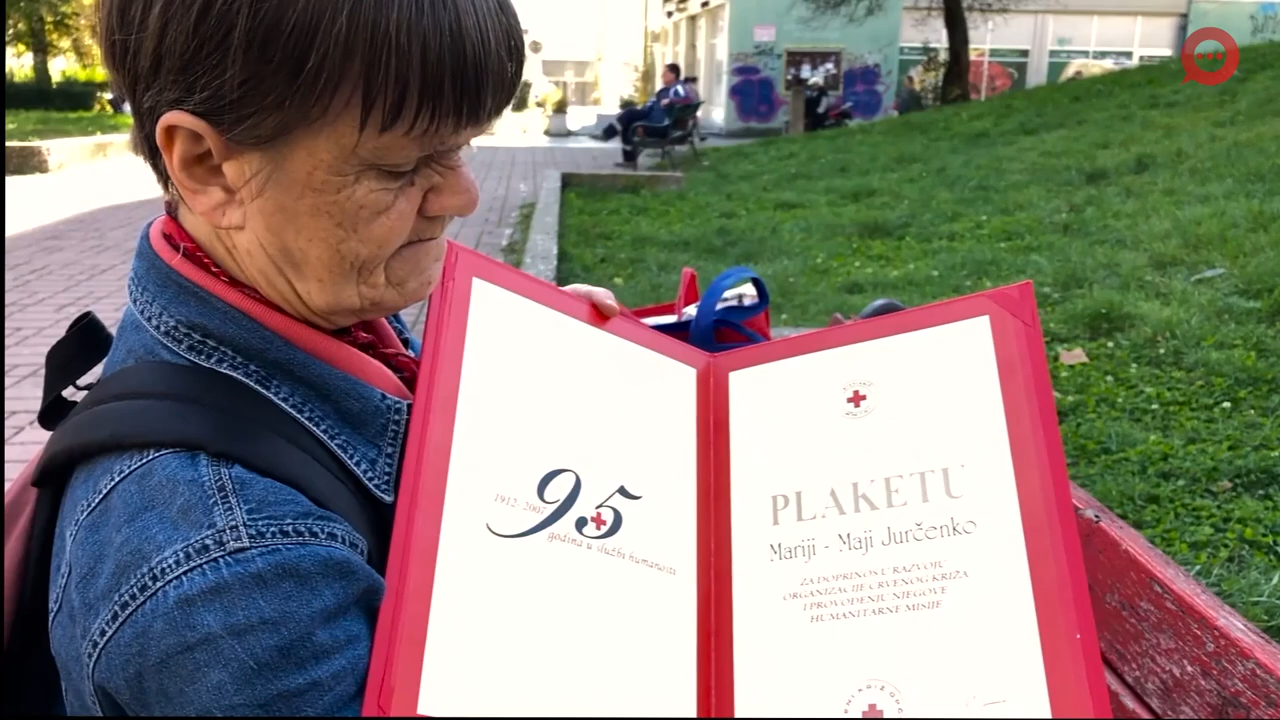 1912-2007
95
godina u službi humanosti
PLAKETU
Mariji - Maji Jurčenko
ZA DOPRINOS U RAZVOJU
ORGANIZACIJE CRVENOG KRIŽA
I PROVOĐENJU NJEGOVE
HUMANITARNE MISIJE